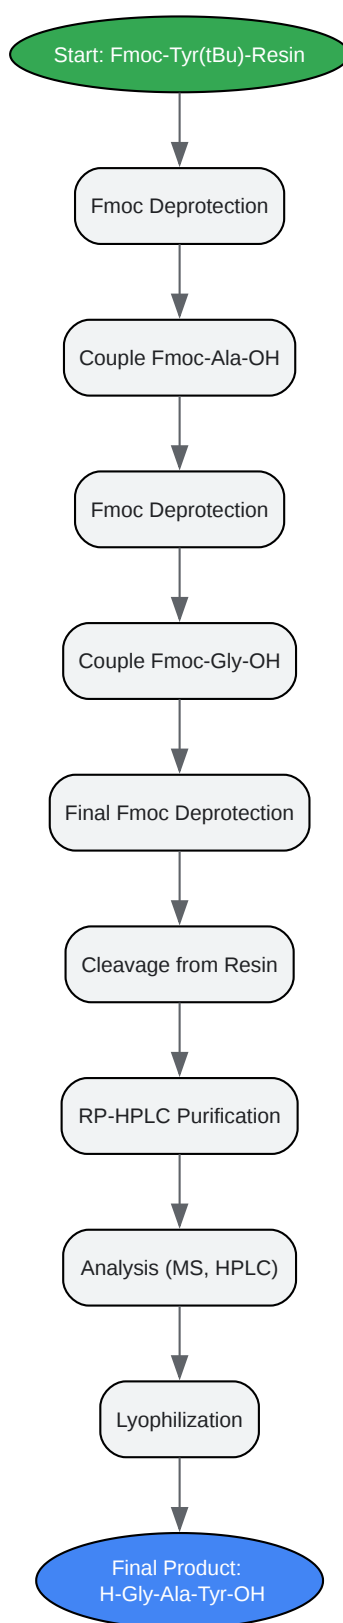 Start: Fmoc-Tyr(tBu)-Resin
Fmoc Deprotection
Couple Fmoc-Ala-OH
Fmoc Deprotection
Couple Fmoc-Gly-OH
Final Fmoc Deprotection
Cleavage from Resin
RP-HPLC Purification
Analysis (MS, HPLC)
Lyophilization
Final Product:
H-Gly-Ala-Tyr-OH